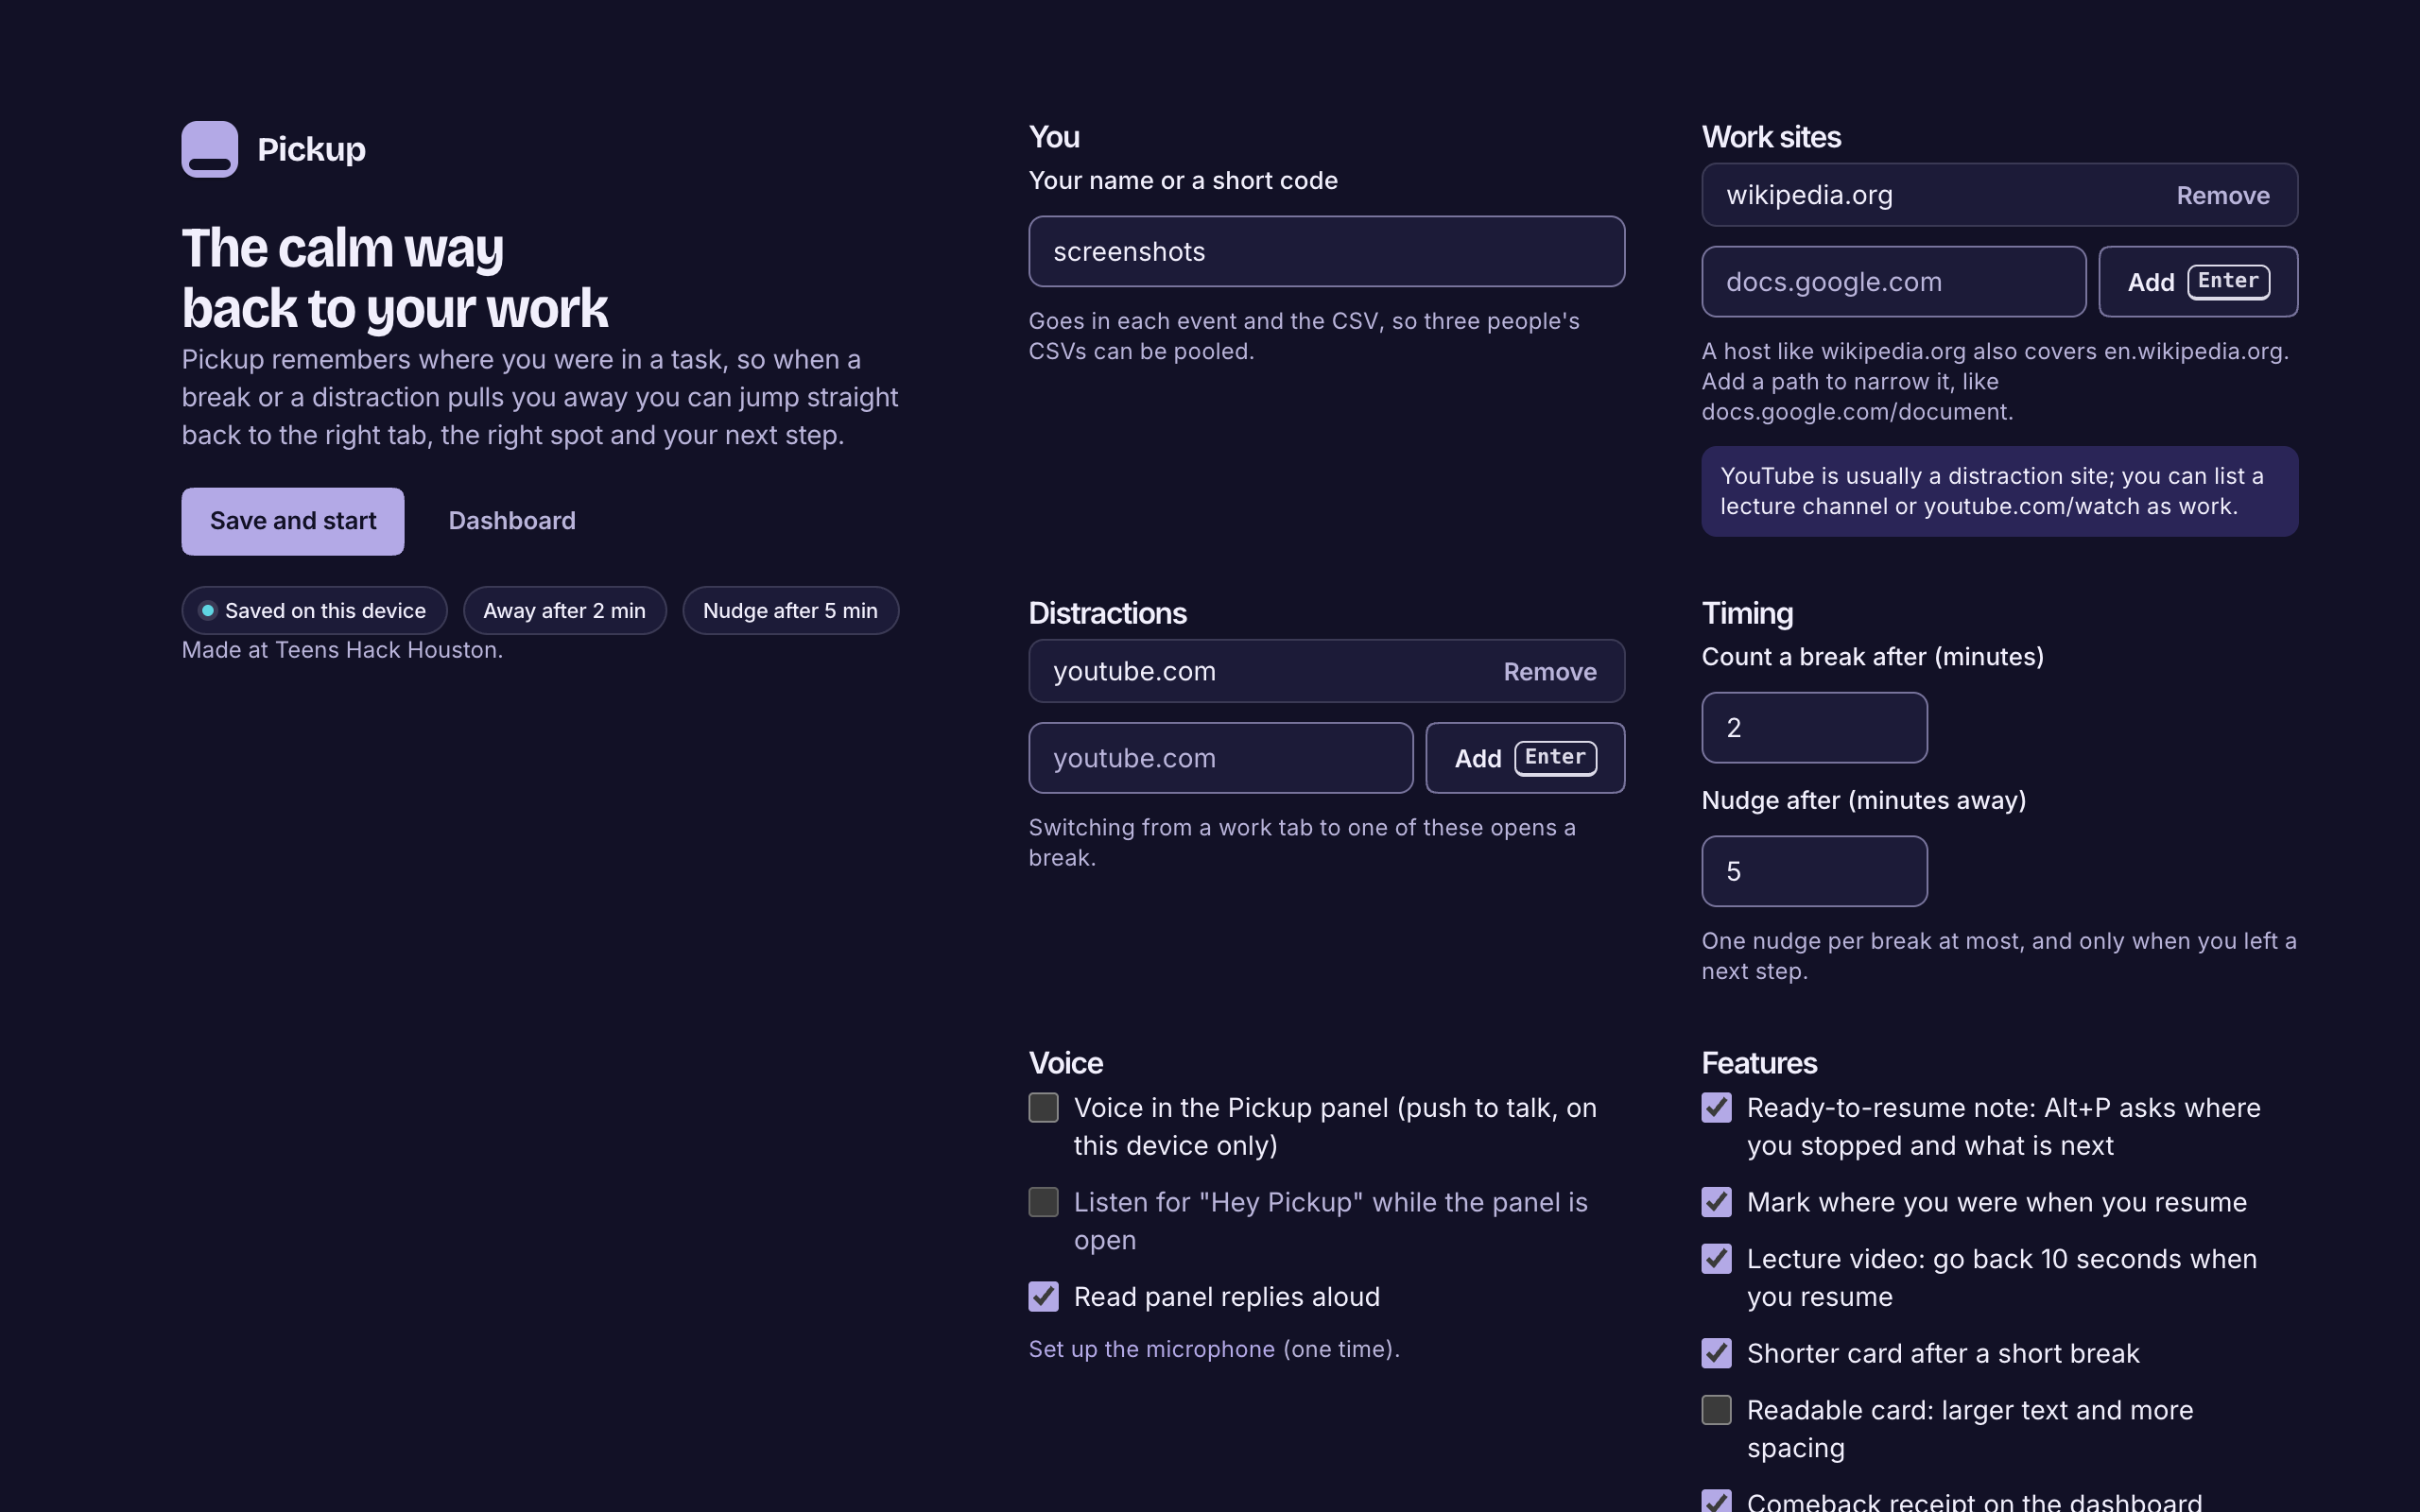 Pickup
The calm way
back to your work
Pickup remembers where you were in a task, so when a
break or a distraction pulls you away you can jump straight
back to the right tab, the right spot and your next step.
Save and start
Dashboard
Saved on this device
Away after 2 min
Nudge after 5 min
Made at Teens Hack Houston.
You
Your name or a short code
screenshots
Goes in each event and the CSV, so three people's
CSVs can be pooled.
Work sites
wikipedia.org
Remove
docs.google.com
Add Enter
A host like wikipedia.org also covers en.wikipedia.org.
Add a path to narrow it, like
docs.google.com/document.
YouTube is usually a distraction site; you can list a
lecture channel or youtube.com/watch as work.
Distractions
youtube.com
Remove
youtube.com
Add Enter
Switching from a work tab to one of these opens a
break.
Timing
Count a break after (minutes)
2
Nudge after (minutes away)
5
One nudge per break at most, and only when you left a
next step.
Voice
Voice in the Pickup panel (push to talk, on
this device only)
Listen for "Hey Pickup" while the panel is
open
Read panel replies aloud
Set up the microphone (one time).
Features
Ready-to-resume note: Alt+P asks where
you stopped and what is next
Mark where you were when you resume
Lecture video: go back 10 seconds when
you resume
Shorter card after a short break
Readable card: larger text and more
spacing
Comeback receipt on the dashboard